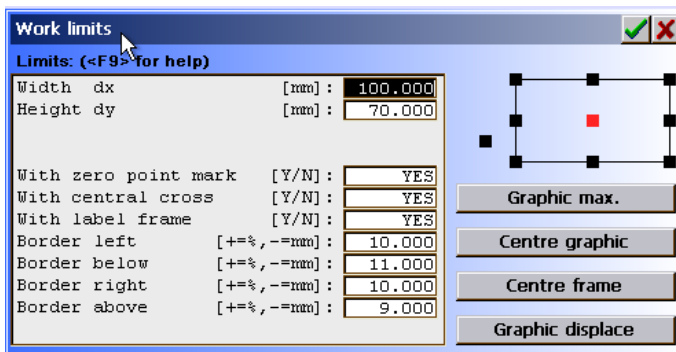 Work limits
Limits: (<F9> for help)
Width dx [mm]: 100.000
Height dy [mm]: 70.000
With zero point mark [Y/N]: YES
With central cross [Y/N]: YES
With label frame [Y/N]: YES
Border left [+=%,-=mm]: 10.000
Border below [+=%,-=mm]: 11.000
Border right [+=%,-=mm]: 10.000
Border above [+=%,-=mm]: 9.000
Graphic max.
Centre graphic
Centre frame
Graphic displace